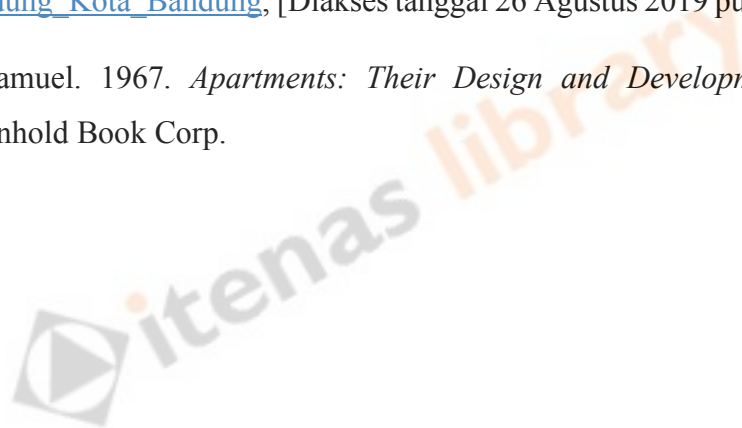 ung_Kota_Bandung, [Diakses tanggal 26 Agustus 2019 pu
amuel. 1967. Apartments: Their Design and Developm
nhold Book Corp.
itenas library